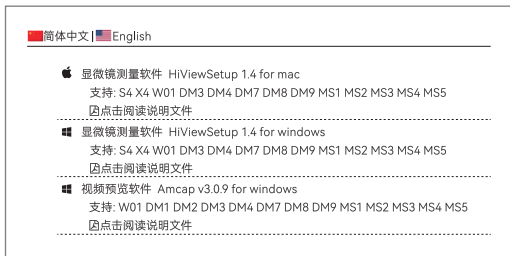 简体中文|English
显微镜测量软件 HiViewSetup 1.4 for mac
支持: S4 X4 W01 DM3 DM4 DM7 DM8 DM9 MS1 MS2 MS3 MS4 MS5
点击阅读说明文件
显微镜测量软件 HiViewSetup 1.4 for windows
支持: S4 X4 W01 DM3 DM4 DM7 DM8 DM9 MS1 MS2 MS3 MS4 MS5
点击阅读说明文件
视频预览软件 Amcap v3.0.9 for windows
支持: W01 DM1 DM2 DM3 DM4 DM7 DM8 DM9 MS1 MS2 MS3 MS4 MS5
点击阅读说明文件